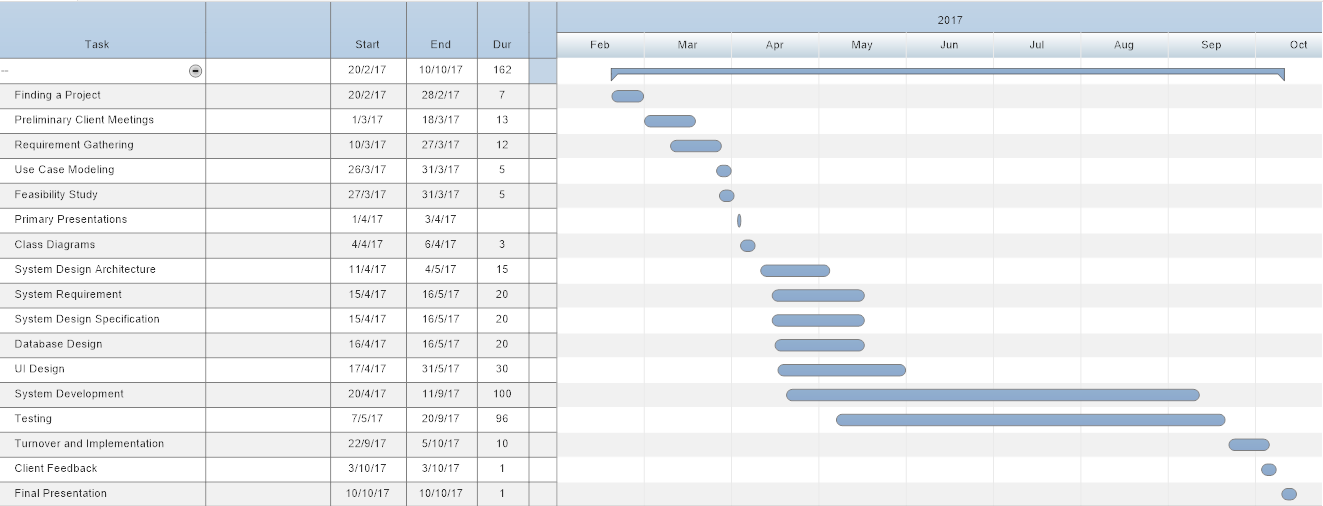 2017
Task Start End Dur Feb Mar Apr May Jun Jul Aug Sep Oct
-- 20/2/17 10/10/17 162
Finding a Project 20/2/17 28/2/17 7
Preliminary Client Meetings 1/3/17 18/3/17 13
Requirement Gathering 10/3/17 27/3/17 12
Use Case Modeling 26/3/17 31/3/17 5
Feasibility Study 27/3/17 31/3/17 5
Primary Presentations 1/4/17 3/4/17
Class Diagrams 4/4/17 6/4/17 3
System Design Architecture 11/4/17 4/5/17 15
System Requirement 15/4/17 16/5/17 20
System Design Specification 15/4/17 16/5/17 20
Database Design 16/4/17 16/5/17 20
UI Design 17/4/17 31/5/17 30
System Development 20/4/17 11/9/17 100
Testing 7/5/17 20/9/17 96
Turnover and Implementation 22/9/17 5/10/17 10
Client Feedback 3/10/17 3/10/17 1
Final Presentation 10/10/17 10/10/17 1